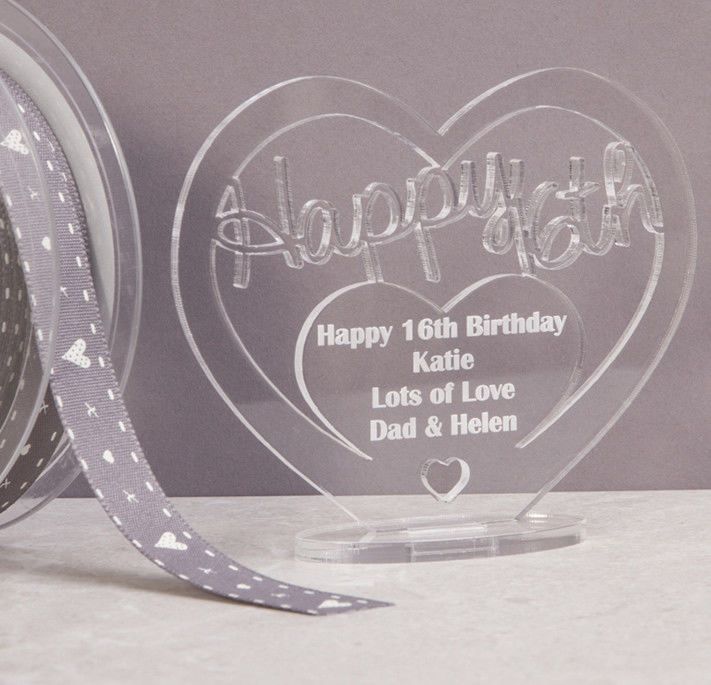 Happy 16th
Happy 16th Birthday
Katie
Lots of Love
Dad & Helen